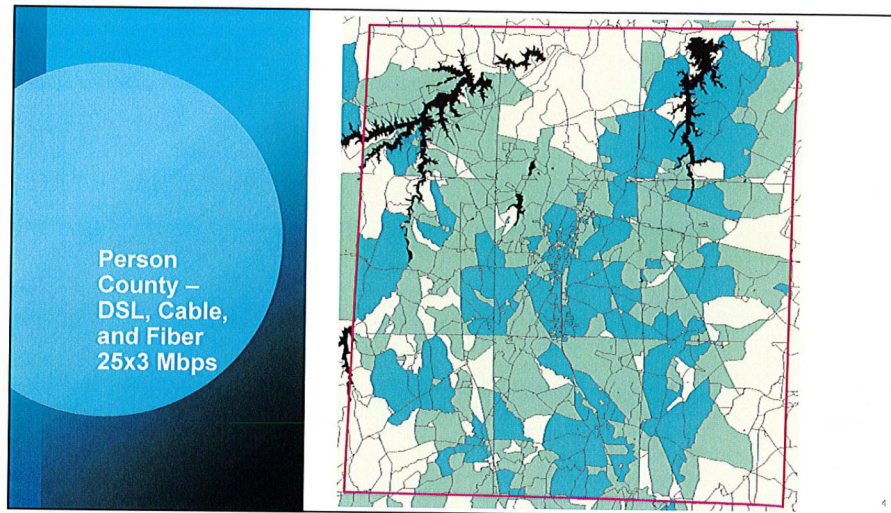 Person
County –
DSL, Cable,
and Fiber
25x3 Mbps
4